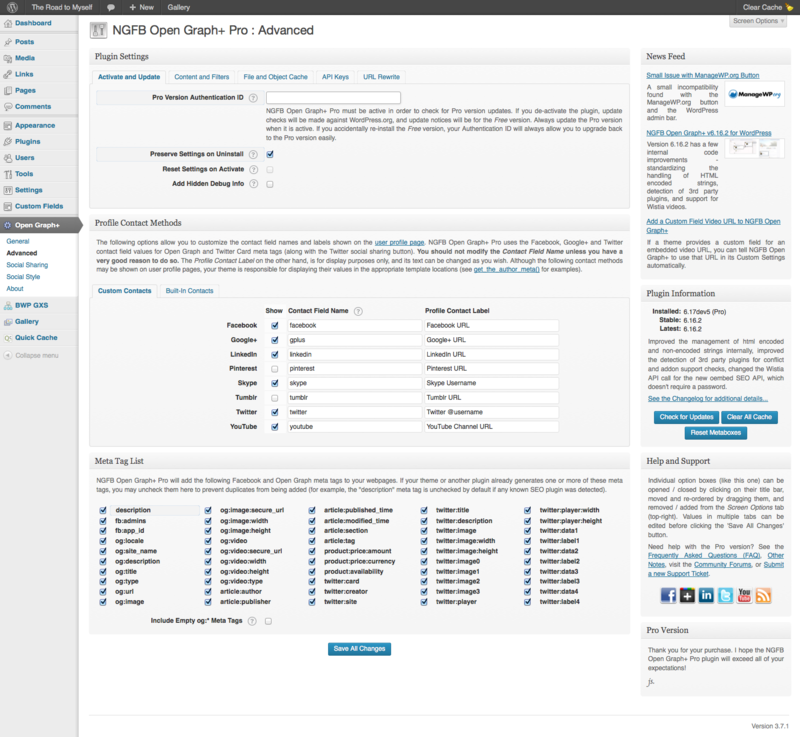 The Road to Myself
New
Gallery
Clear Cache
Screen Options
Dashboard
Posts
Media
Links
Pages
Comments
Appearance
Plugins
Users
Tools
Settings
Custom Fields
Open Graph+
General
Advanced
Social Sharing
Social Style
About
BWP GXS
Gallery
Quick Cache
Collapse menu
NGFB Open Graph+ Pro : Advanced
Plugin Settings
Activate and Update
Content and Filters
File and Object Cache
API Keys
URL Rewrite
Pro Version Authentication ID
NGFB Open Graph+ Pro must be active in order to check for Pro version updates. If you de-activate the plugin, update
checks will be made against WordPress.org, and update notices will be for the Free version. Always update the Pro version
when it is active. If you accidentally re-install the Free version, your Authentication ID will always allow you to upgrade back
to the Pro version easily.
Preserve Settings on Uninstall
Reset Settings on Activate
Add Hidden Debug Info
Profile Contact Methods
The following options allow you to customize the contact field names and labels shown on the user profile page. NGFB Open Graph+ Pro uses the Facebook, Google+ and Twitter
contact field values for Open Graph and Twitter Card meta tags (along with the Twitter social sharing button). You should not modify the Contact Field Name unless you have a
very good reason to do so. The Profile Contact Label on the other hand, is for display purposes only, and its text can be changed as you wish. Although the following contact methods
may be shown on user profile pages, your theme is responsible for displaying their values in the appropriate template locations (see get_the_author_meta() for examples).
Custom Contacts
Built-In Contacts
Show Contact Field Name Profile Contact Label
Facebook facebook Facebook URL
Google+ gplus Google+ URL
LinkedIn linkedin LinkedIn URL
Pinterest pinterest Pinterest URL
Skype skype Skype Username
Tumblr tumblr Tumblr URL
Twitter twitter Twitter @username
YouTube youtube YouTube Channel URL
Meta Tag List
NGFB Open Graph+ Pro will add the following Facebook and Open Graph meta tags to your webpages. If your theme or another plugin already generates one or more of these meta
tags, you may uncheck them here to prevent duplicates from being added (for example, the "description" meta tag is unchecked by default if any known SEO plugin was detected).
description og:image:secure_url article:published_time twitter:title twitter:player:width
fb:admins og:image:width article:modified_time twitter:description twitter:player:height
fb:app_id og:image:height article:section twitter:image twitter:data1
og:locale og:video article:tag twitter:image:width twitter:label1
og:site_name og:video:secure_url product:price:amount twitter:image:height twitter:data2
og:description og:video:width product:price:currency twitter:image0 twitter:label2
og:title og:video:height product:availability twitter:image1 twitter:data3
og:type og:video:type twitter:card twitter:image2 twitter:label3
og:url article:author twitter:creator twitter:image3 twitter:data4
og:image article:publisher twitter:site twitter:player twitter:label4
Include Empty og:* Meta Tags
Save All Changes
News Feed
Small Issue with ManageWP.org Button
A small incompatibility
found with the
ManageWP.org button
and the WordPress
admin bar.
ManageWP.org
NGFB Open Graph+ v6.16.2 for WordPress
Version 6.16.2 has a few
internal code
improvements -
standardizing the
handling of HTML
encoded strings,
detection of 3rd party
plugins, and support for
Wistia videos.
Add a Custom Field Video URL to NGFB Open
Graph+
If a theme provides a custom field for an
embedded video URL, you can tell NGFB Open
Graph+ to use that URL in its Custom Settings
automatically.
Plugin Information
Installed: 6.17dev5 (Pro)
Stable: 6.16.2
Latest: 6.16.2
Improved the management of html encoded
and non-encoded strings internally, improved
the detection of 3rd party plugins for conflict
and addon support checks, changed the Wistia
API call for the new oembed SEO API, which
doesn't require a password.
See the Changelog for additional details...
Check for Updates
Clear All Cache
Reset Metaboxes
Help and Support
Individual option boxes (like this one) can be
opened / closed by clicking on their title bar,
moved and re-ordered by dragging them, and
removed / added from the Screen Options tab
(top-right). Values in multiple tabs can be
edited before clicking the 'Save All Changes'
button.
Need help with the Pro version? See the
Frequently Asked Questions (FAQ), Other
Notes, visit the Community Forums, or Submit
a new Support Ticket.
You
Tube
Pro Version
Thank you for your purchase. I hope the NGFB
Open Graph+ Pro plugin will exceed all of your
expectations!
js.
Version 3.7.1